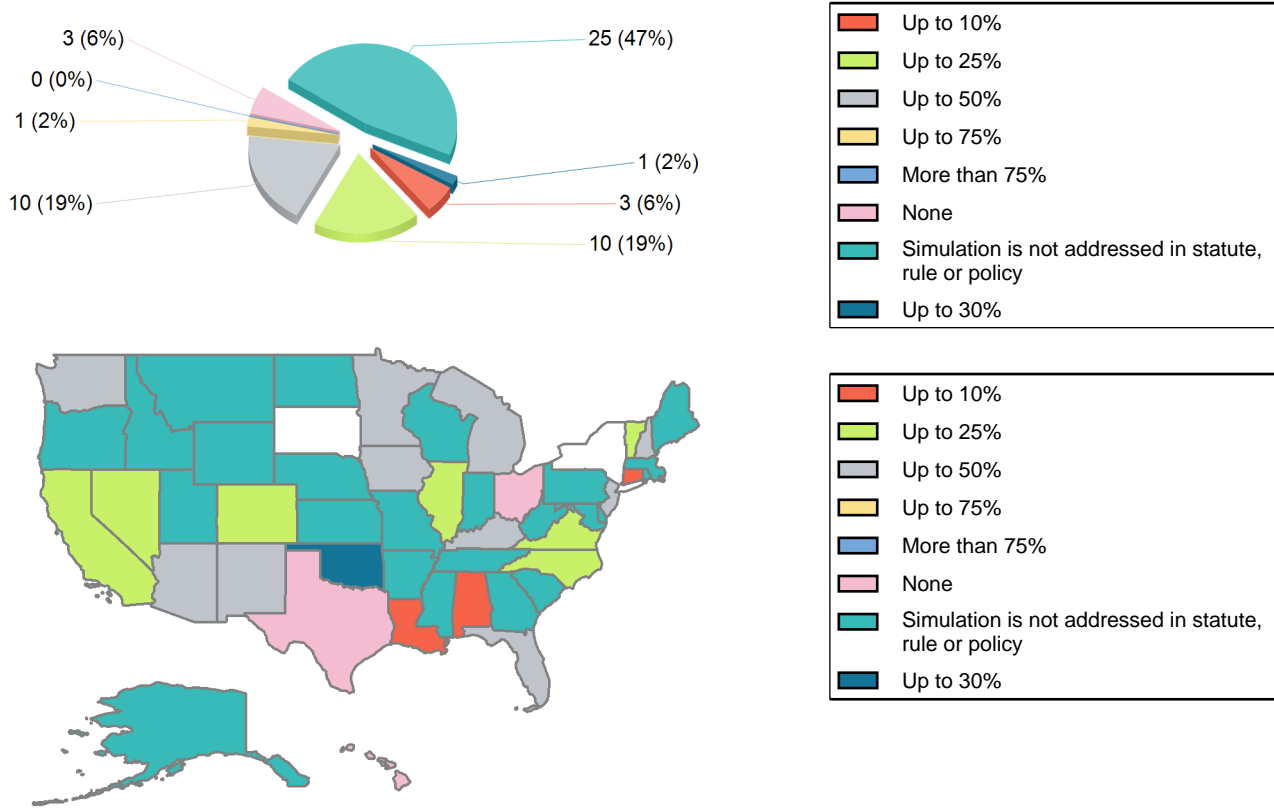 3 (6%)
25 (47%)
0 (0%)
1 (2%)
1 (2%)
10 (19%)
3 (6%)
10 (19%)
Up to 10%
Up to 25%
Up to 50%
Up to 75%
More than 75%
None
Simulation is not addressed in statute,
rule or policy
Up to 30%
Up to 10%
Up to 25%
Up to 50%
Up to 75%
More than 75%
None
Simulation is not addressed in statute,
rule or policy
Up to 30%